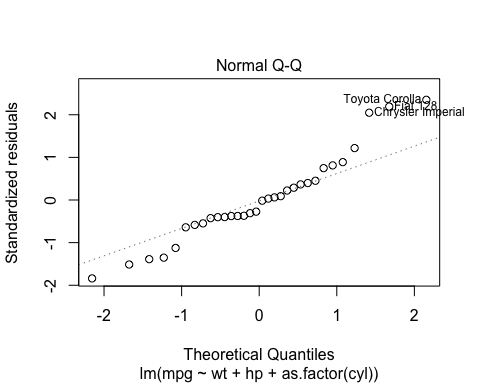 Normal Q-Q
Standardized residuals
Toyota Corolla
Fiat 128
Chrysler Imperial
2
1
0
-1
-2
-2
-1
0
1
2
Theoretical Quantiles
lm(mpg ~ wt + hp + as.factor(cyl))